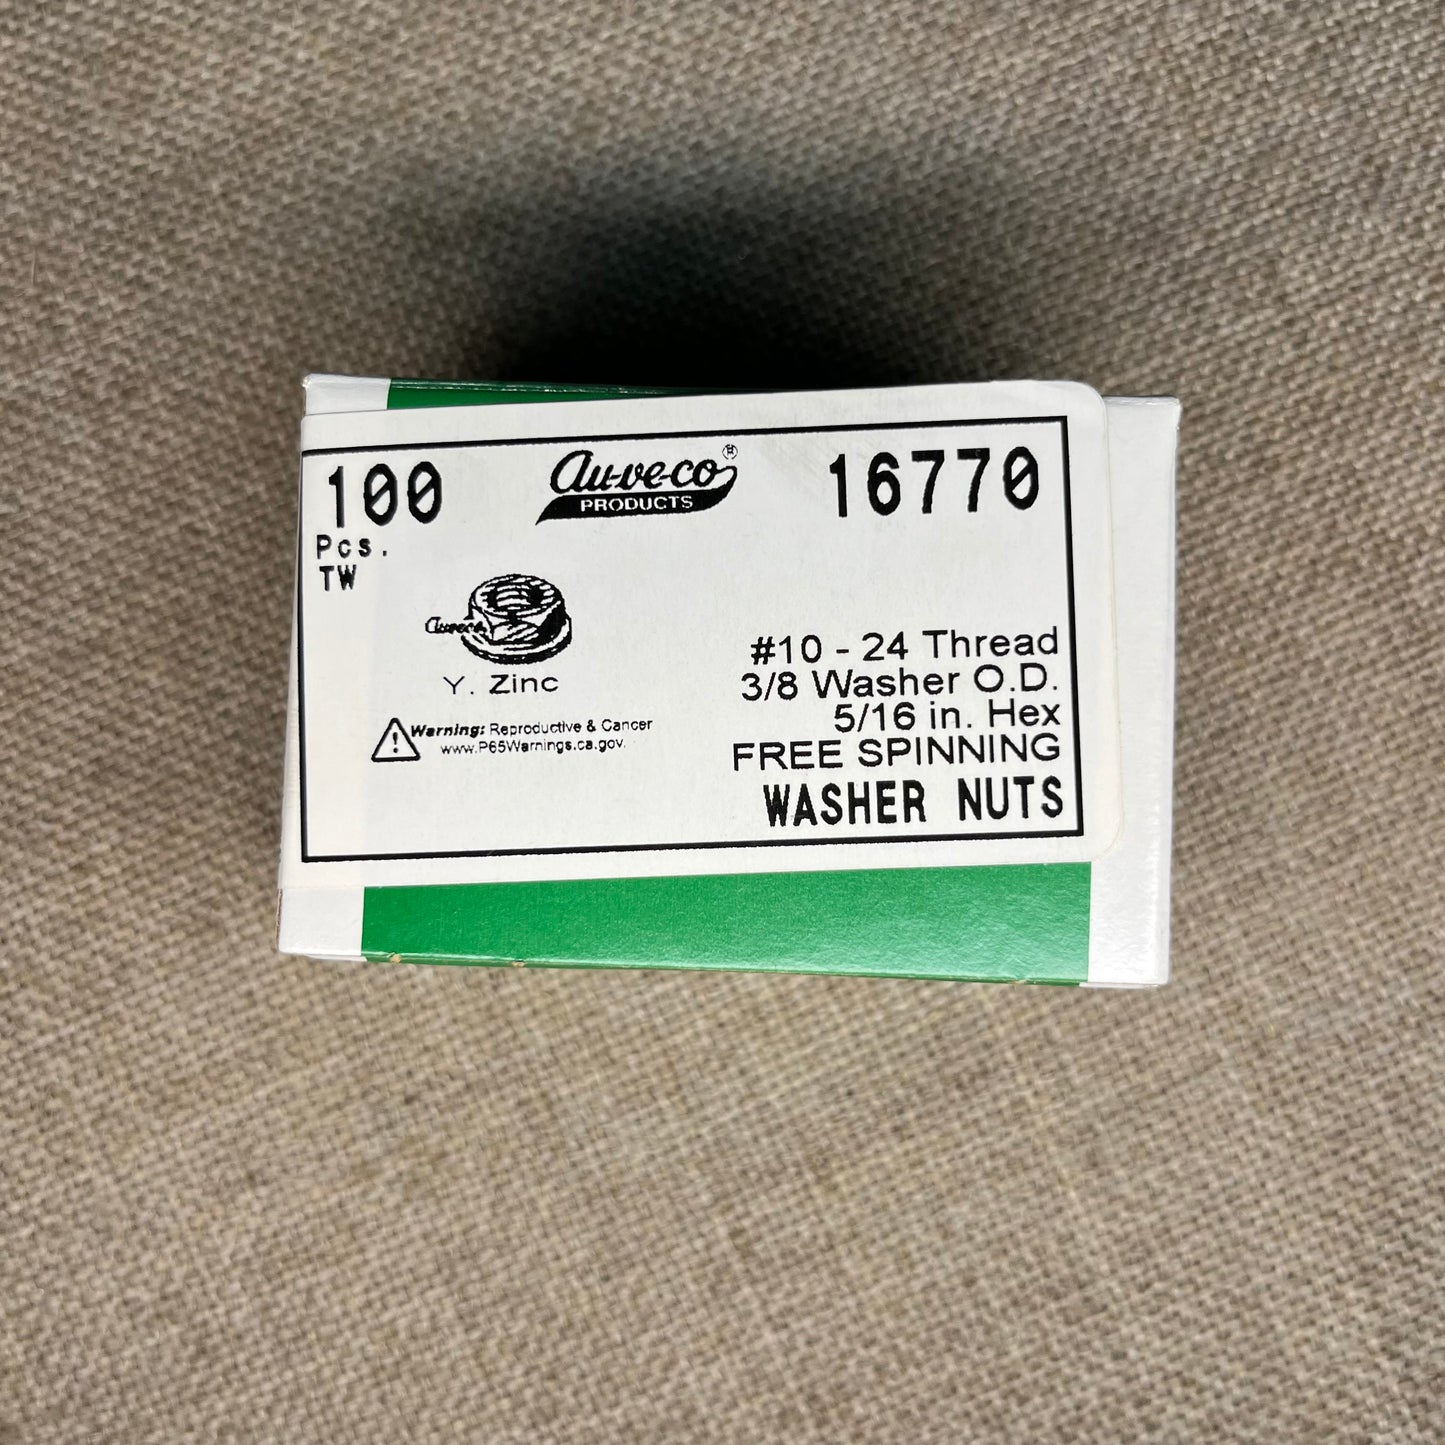 100
Pcs.
TW
Au-ve-co®
PRODUCTS
16770
Auveco
Y. Zinc
Warning: Reproductive & Cancer
www.P65Warnings.ca.gov.
#10 - 24 Thread
3/8 Washer O.D.
5/16 in. Hex
FREE SPINNING
WASHER NUTS